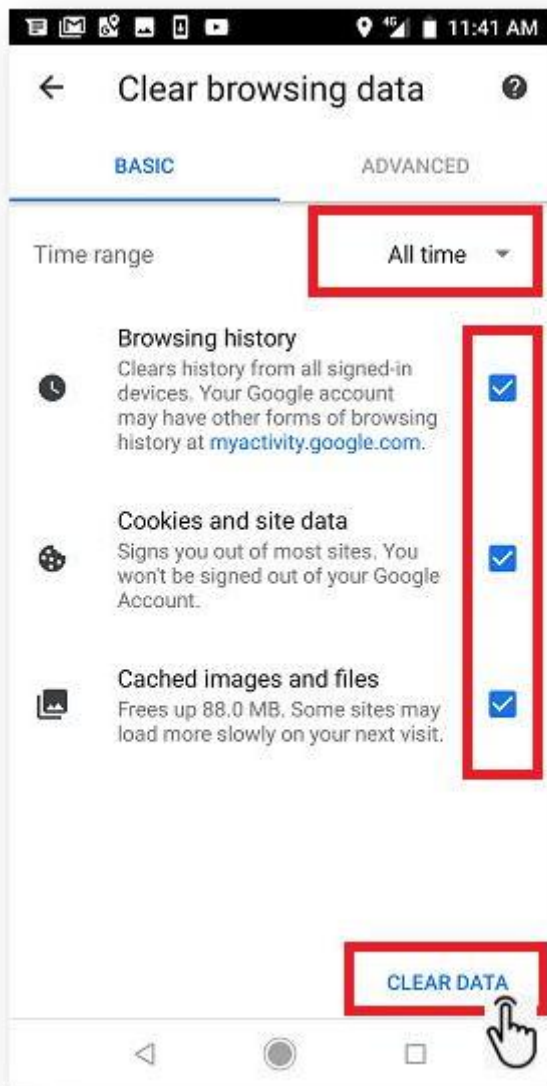 4G 11:41 AM
Clear browsing data
BASIC ADVANCED
Time range All time
Browsing history
Clears history from all signed-in
devices. Your Google account
may have other forms of browsing
history at myactivity.google.com.
Cookies and site data
Signs you out of most sites. You
won't be signed out of your Google
Account.
Cached images and files
Frees up 88.0 MB. Some sites may
load more slowly on your next visit.
CLEAR DATA